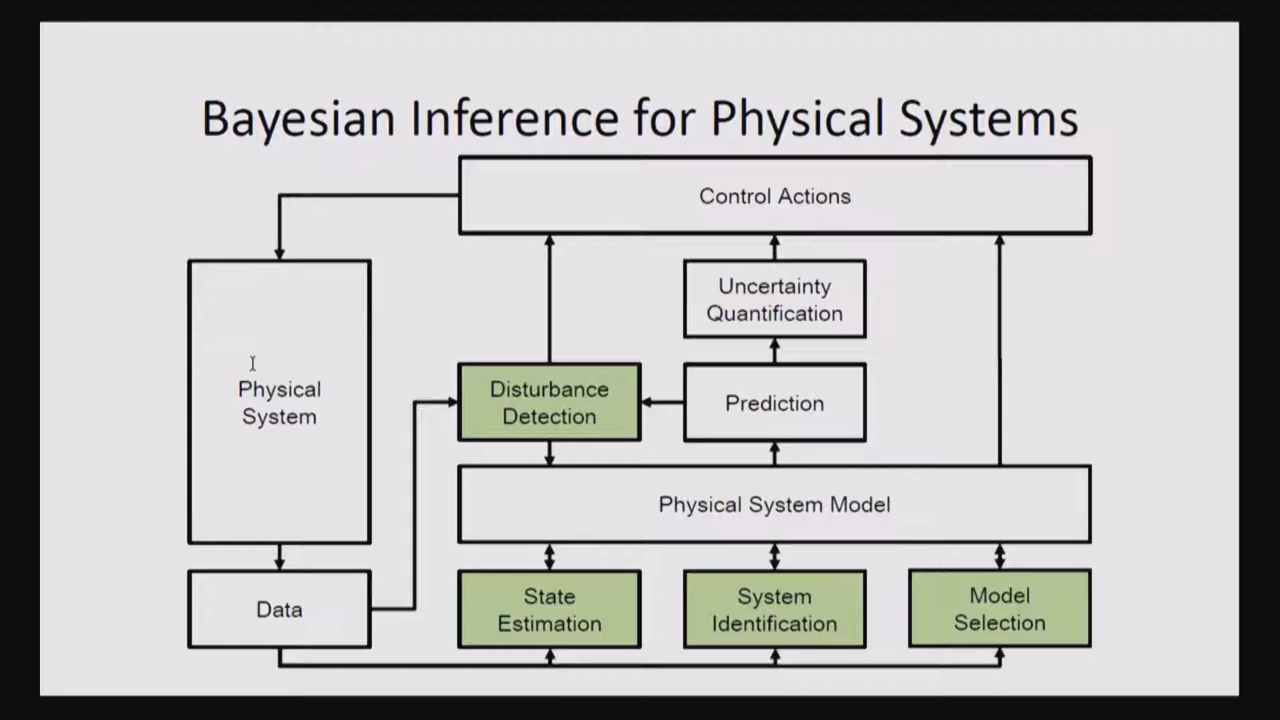 Bayesian Inference for Physical Systems
Control Actions
Uncertainty
Quantification
Physical
System
Disturbance
Detection
Prediction
Physical System Model
Data
State
Estimation
System
Identification
Model
Selection